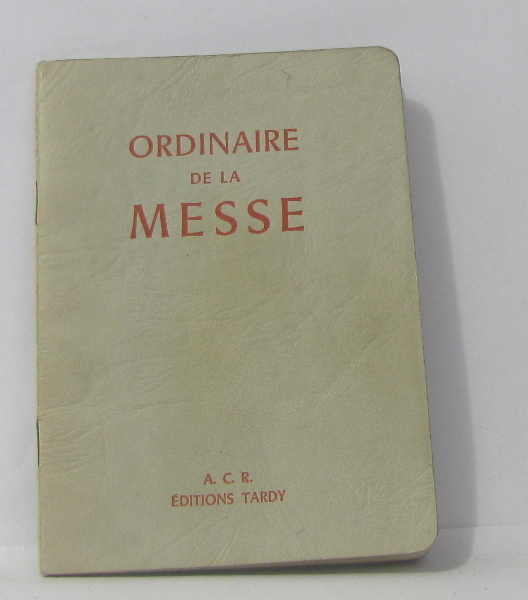 ORDINAIRE
DE LA
MESSE
A. C. R.
ÉDITIONS TARDY